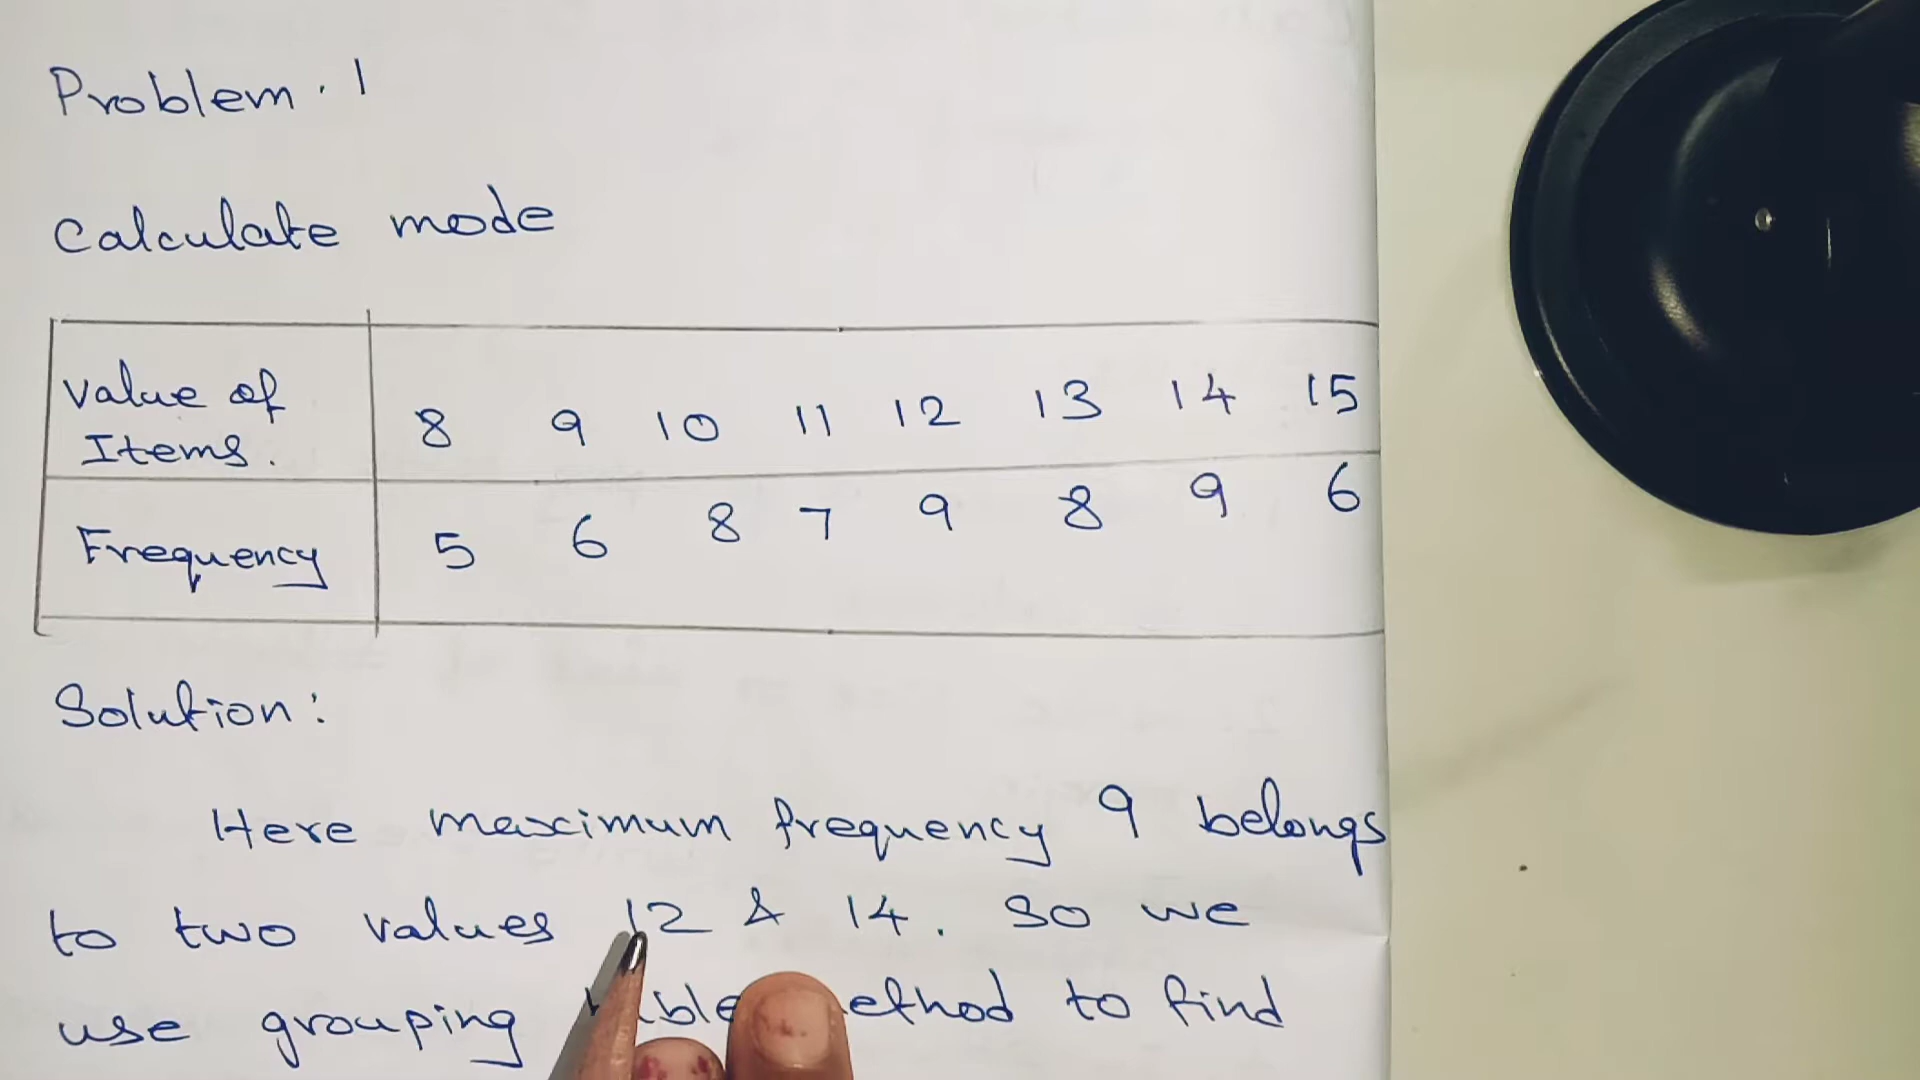 Problem. 1
Calculate mode
Value of Items. 8 9 10 11 12 13 14 15
Frequency 5 6 8 7 9 8 9 6
Solution:
Here maximum frequency 9 belongs
to two values 12 & 14. So we
use grouping to find